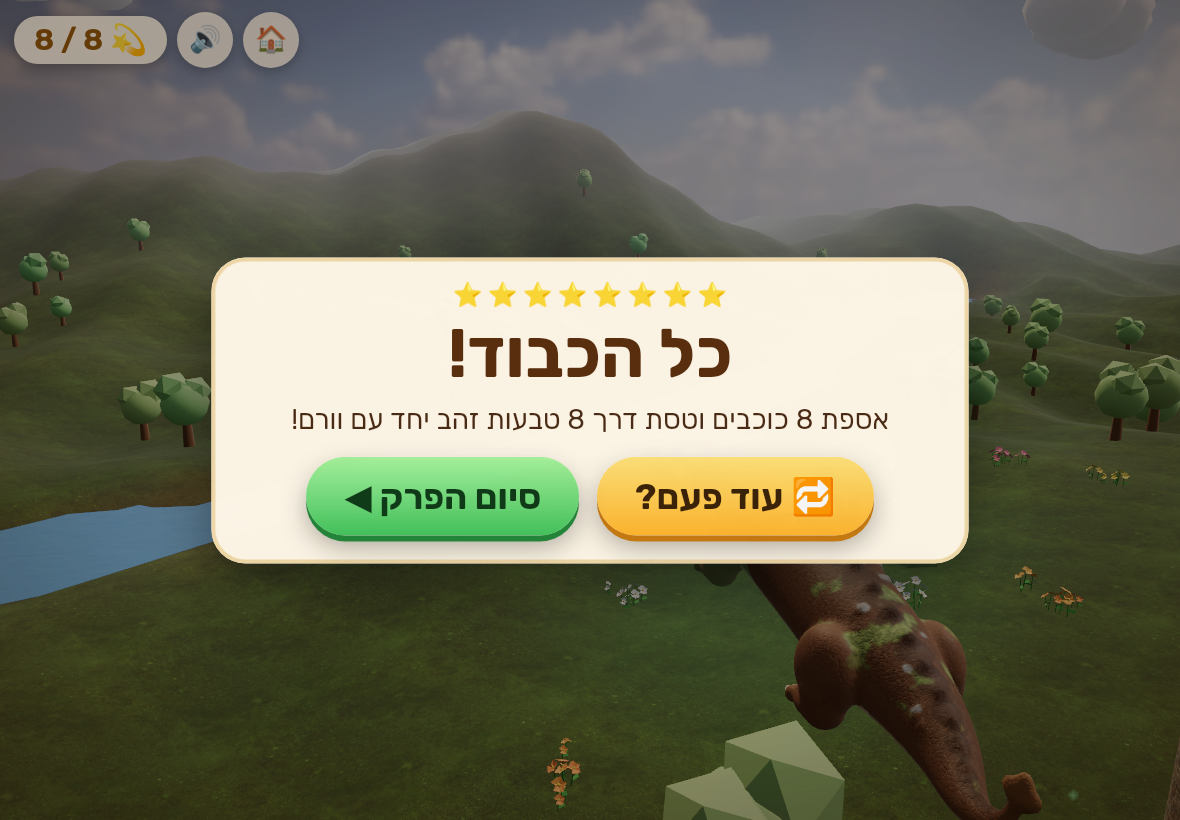 8 / 8
כל הכבוד!
אספת 8 כוכבים וטסת דרך 8 טבעות זהב יחד עם וורם!
עוד פעם?
סיום הפרק ◀